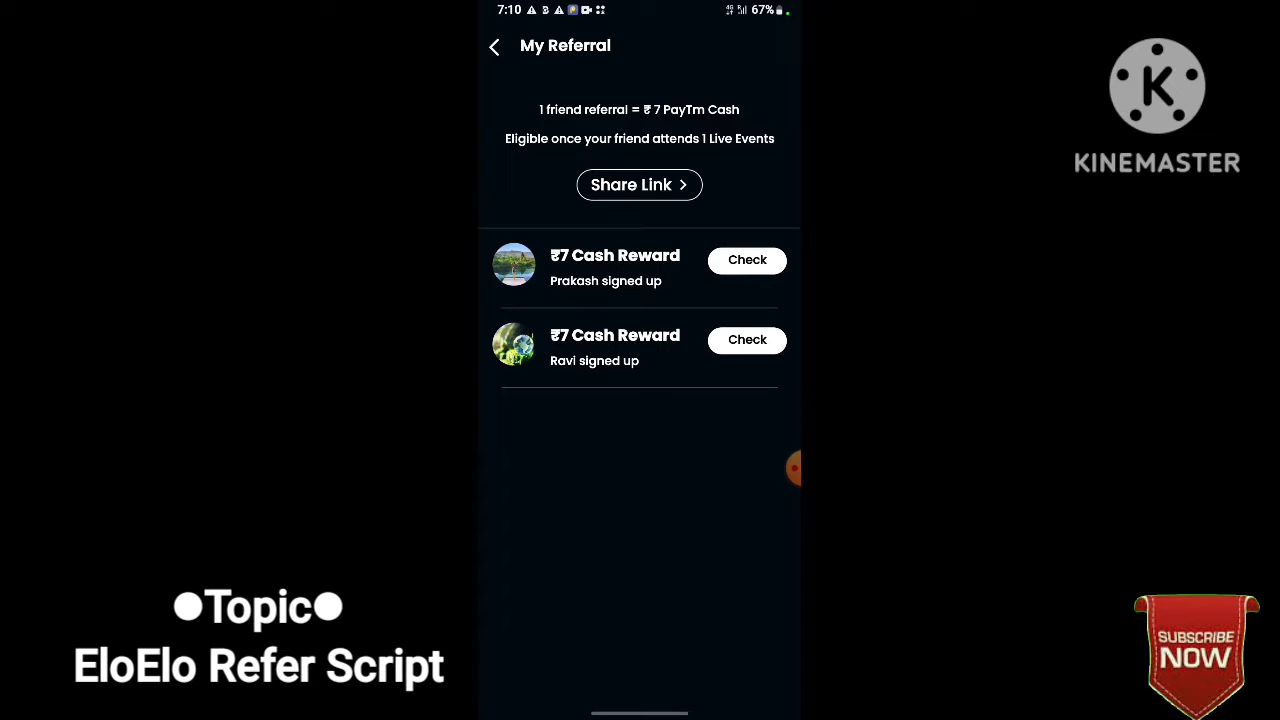 7:10
67%
My Referral
1 friend referral = ₹ 7 PayTm Cash
Eligible once your friend attends 1 Live Events
Share Link >
₹7 Cash Reward
Check
Prakash signed up
₹7 Cash Reward
Check
Ravi signed up
K
KINEMASTER
●Topic●
EloElo Refer Script
SUBSCRIBE
NOW